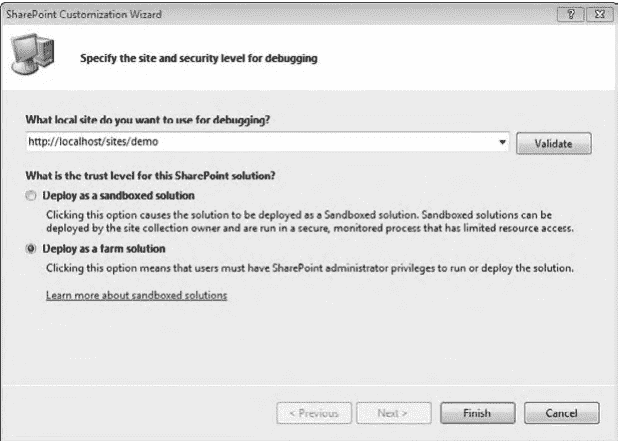 SharePoint Customization Wizard
Specify the site and security level for debugging
What local site do you want to use for debugging?
http://localhost/sites/demo
Validate
What is the trust level for this SharePoint solution?
Deploy as a sandboxed solution
Clicking this option causes the solution to be deployed as a Sandboxed solution. Sandboxed solutions can be
deployed by the site collection owner and are run in a secure, monitored process that has limited resource access.
Deploy as a farm solution
Clicking this option means that users must have SharePoint administrator privileges to run or deploy the solution.
Learn more about sandboxed solutions
< Previous
Next >
Finish
Cancel